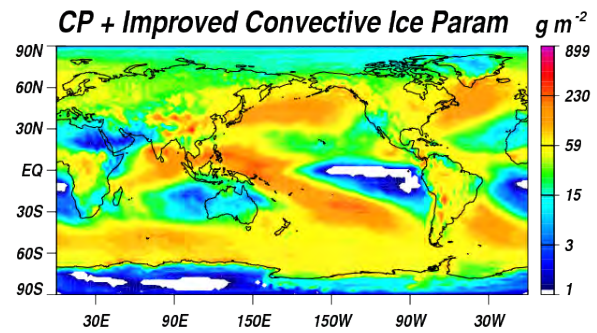 CP + Improved Convective Ice Param g m-2
90N
60N
30N
EQ
30S
60S
90S
30E 90E 150E 150W 90W 30W
899
230
59
15
3
1